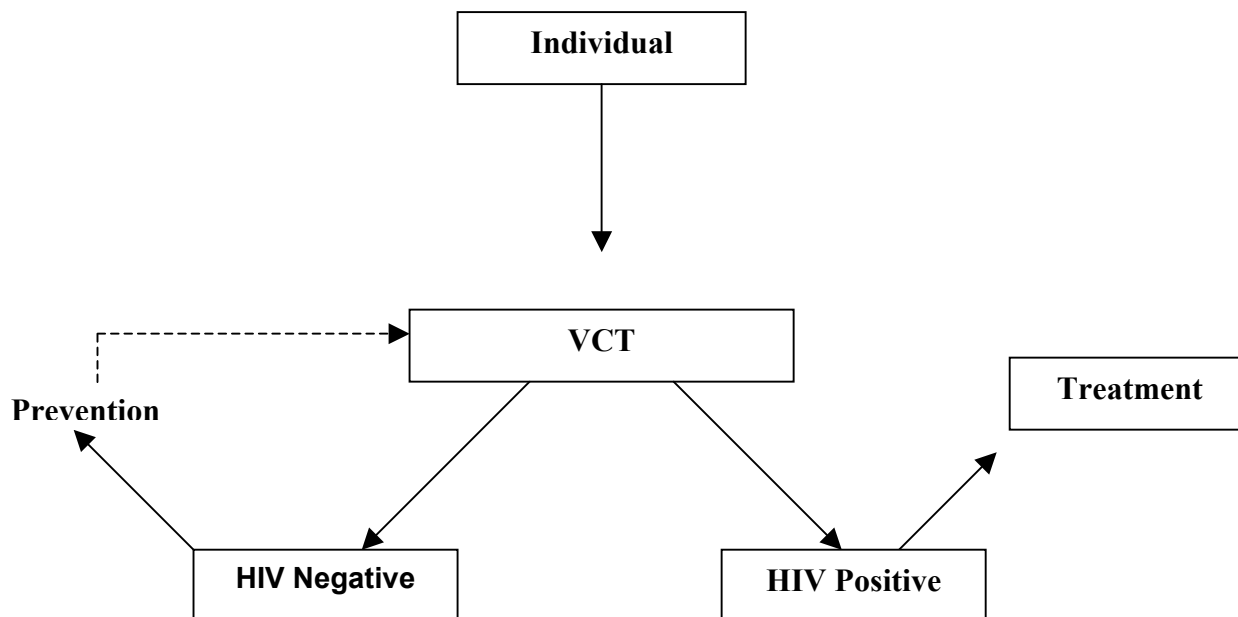 Individual
VCT
Treatment
Prevention
HIV Negative
HIV Positive